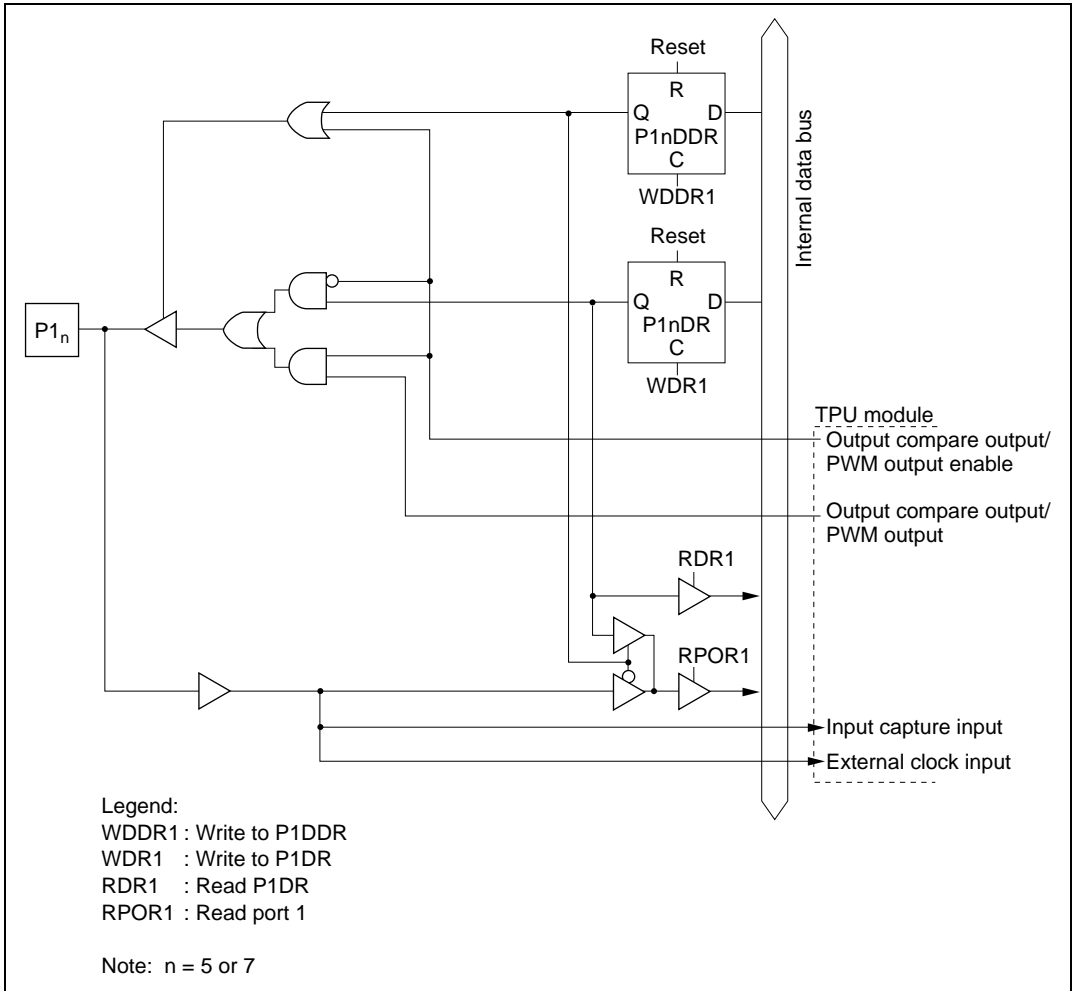 Reset
R
Q D
P1nDDR
C
WDDR1
Reset
R
Q D
P1nDR
C
WDR1
Internal data bus
P1n
TPU module
Output compare output/
PWM output enable
Output compare output/
PWM output
RDR1
RPOR1
Input capture input
External clock input
Legend:
WDDR1 : Write to P1DDR
WDR1 : Write to P1DR
RDR1 : Read P1DR
RPOR1 : Read port 1
Note: n = 5 or 7